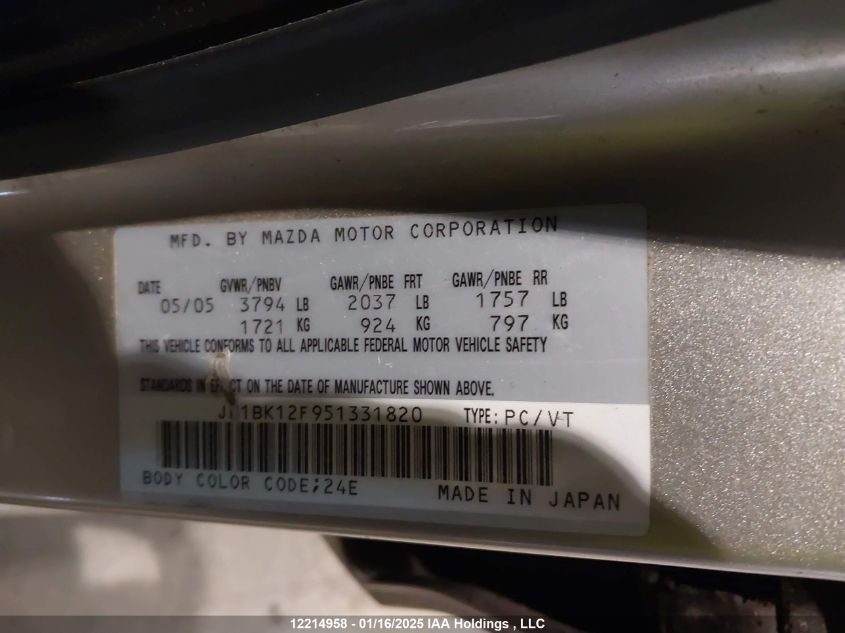 MFD. BY MAZDA MOTOR CORPORATION
DATE GVWR/PNBV GAWR/PNBE FRT GAWR/PNBE RR
05/05 3794 LB 2037 LB 1757 LB
1721 KG 924 KG 797 KG
THIS VEHICLE CONFORMS TO ALL APPLICABLE FEDERAL MOTOR VEHICLE SAFETY
STANDARDS IN EFFECT ON THE DATE OF MANUFACTURE SHOWN ABOVE.
JM1BK12F951331820 TYPE: PC/VT
BODY COLOR CODE;24E
MADE IN JAPAN
12214958 - 01/16/2025 IAA Holdings , LLC